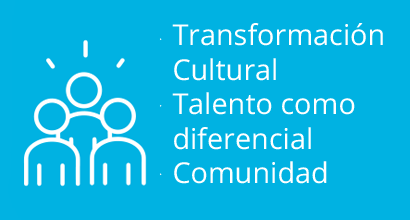 · Transformación
Cultural
· Talento como
diferencial
· Comunidad